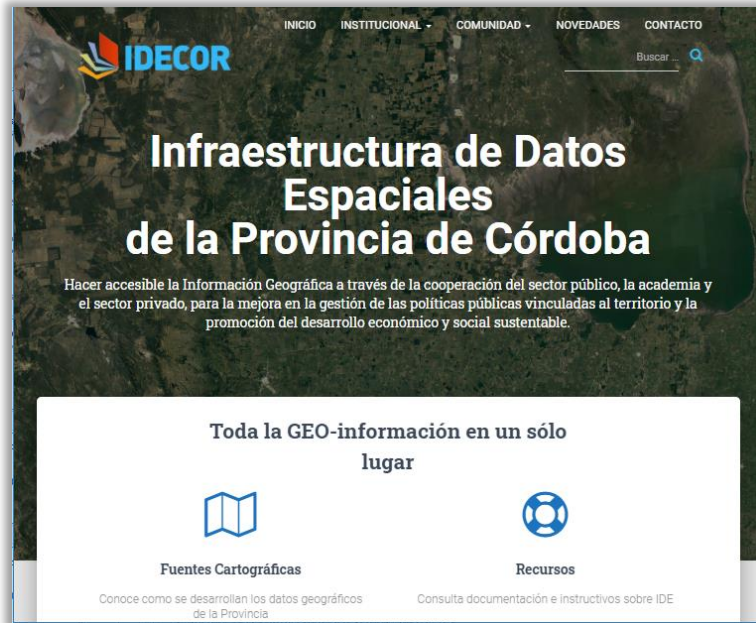 INICIO INSTITUCIONAL COMUNIDAD NOVEDADES CONTACTO
IDECOR
Buscar ...
Infraestructura de Datos
Espaciales
de la Provincia de Córdoba
Hacer accesible la Información Geográfica a través de la cooperación del sector público, la academia y
el sector privado, para la mejora en la gestión de las políticas públicas vinculadas al territorio y la
promoción del desarrollo económico y social sustentable.
Toda la GEO-información en un sólo
lugar
Fuentes Cartográficas
Conoce como se desarrollan los datos geográficos
de la Provincia
Recursos
Consulta documentación e instructivos sobre IDE